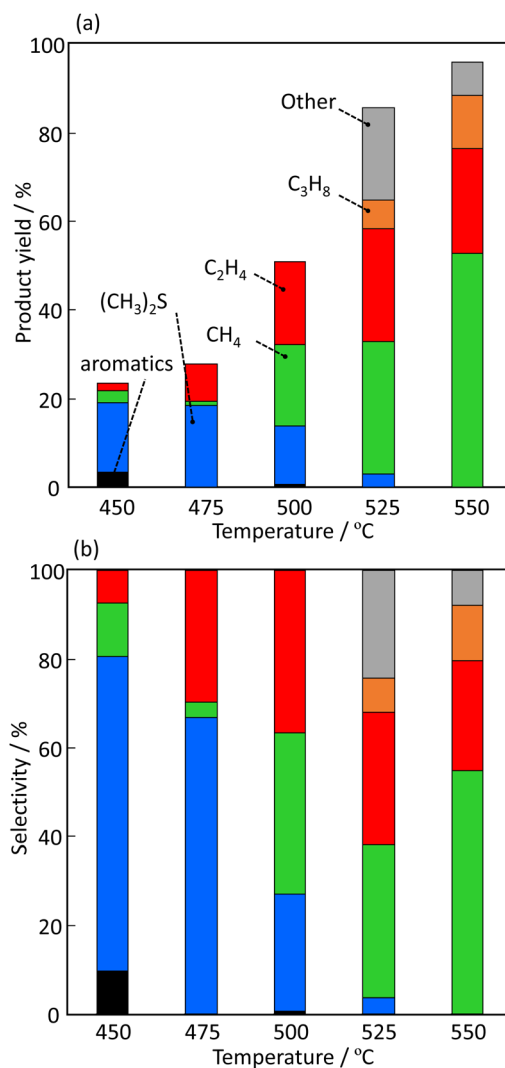 (a)
100
80
60
40
20
0
Product yield / %
Other
C₃H₈
C₂H₄
(CH₃)₂S
CH₄
aromatics
450 475 500 525 550
Temperature / ºC
(b)
100
80
60
40
20
0
Selectivity / %
450 475 500 525 550
Temperature / ºC